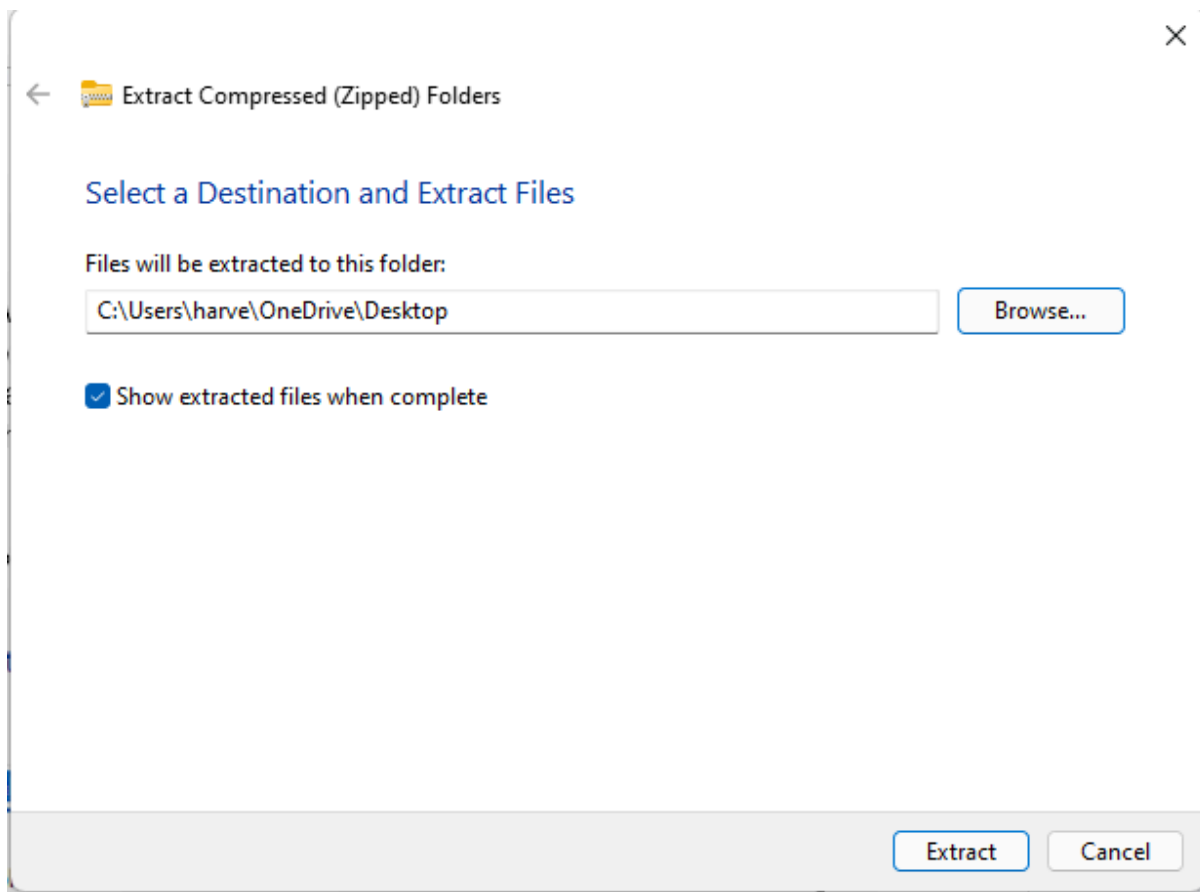 Extract Compressed (Zipped) Folders
Select a Destination and Extract Files
Files will be extracted to this folder:
C:\Users\harve\OneDrive\Desktop
Browse...
Show extracted files when complete
Extract
Cancel